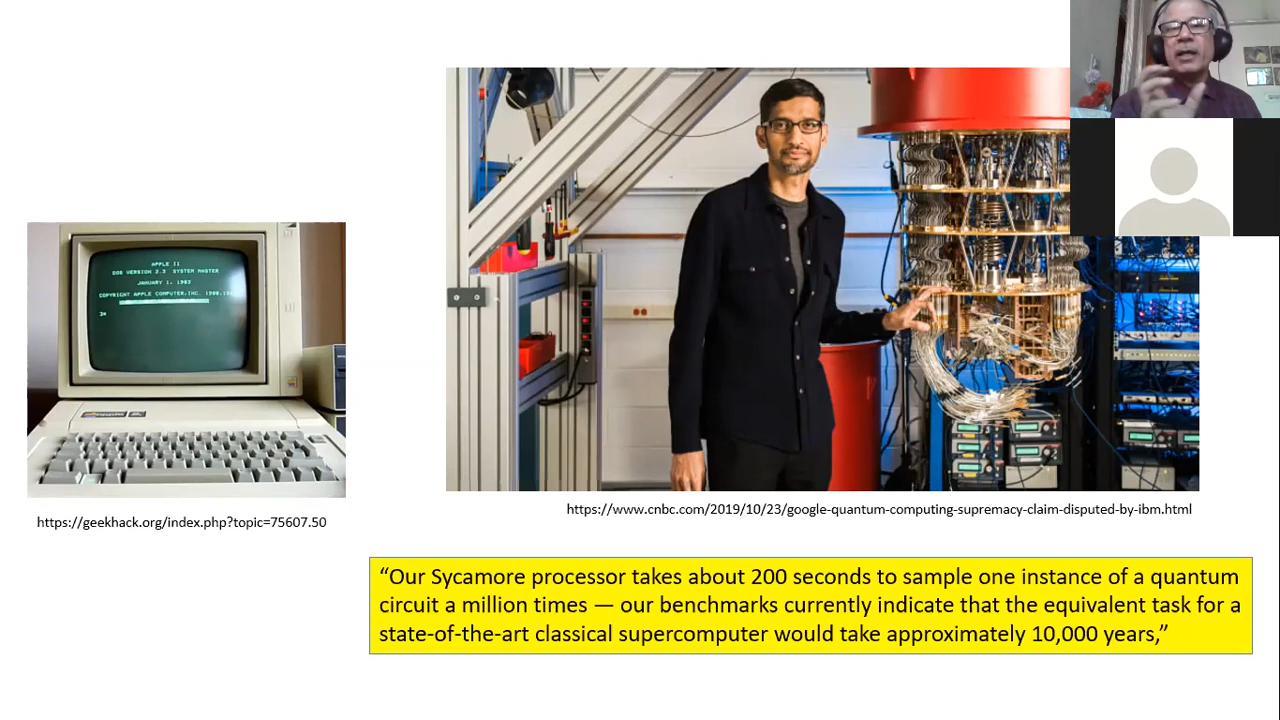 APPLE II
DOS VERSION 3.3 SYSTEM MASTER
JANUARY 1, 1983
COPYRIGHT APPLE COMPUTER,INC. 1980,
https://geekhack.org/index.php?topic=75607.50
https://www.cnbc.com/2019/10/23/google-quantum-computing-supremacy-claim-disputed-by-ibm.html
“Our Sycamore processor takes about 200 seconds to sample one instance of a quantum
circuit a million times — our benchmarks currently indicate that the equivalent task for a
state-of-the-art classical supercomputer would take approximately 10,000 years,”